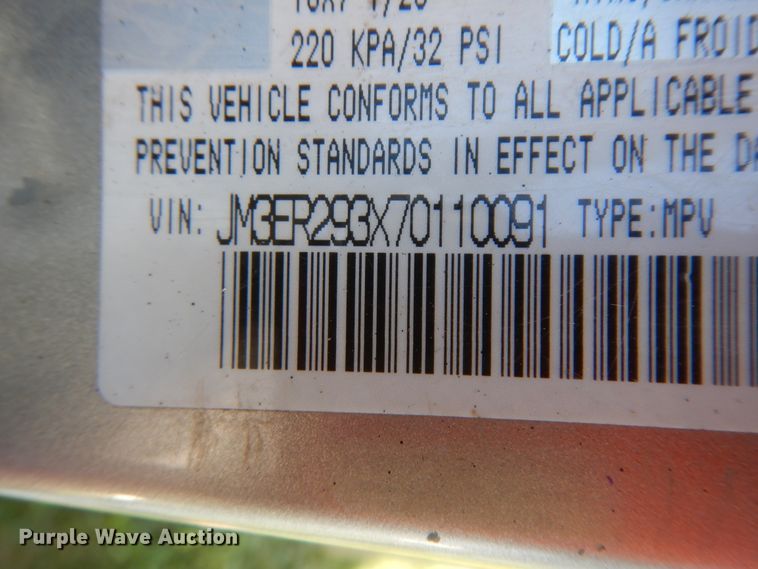 220 KPA/32 PSI COLD/A FROID
THIS VEHICLE CONFORMS TO ALL APPLICABLE
PREVENTION STANDARDS IN EFFECT ON THE
VIN: JM3ER293X70110091 TYPE:MPV
Purple Wave Auction